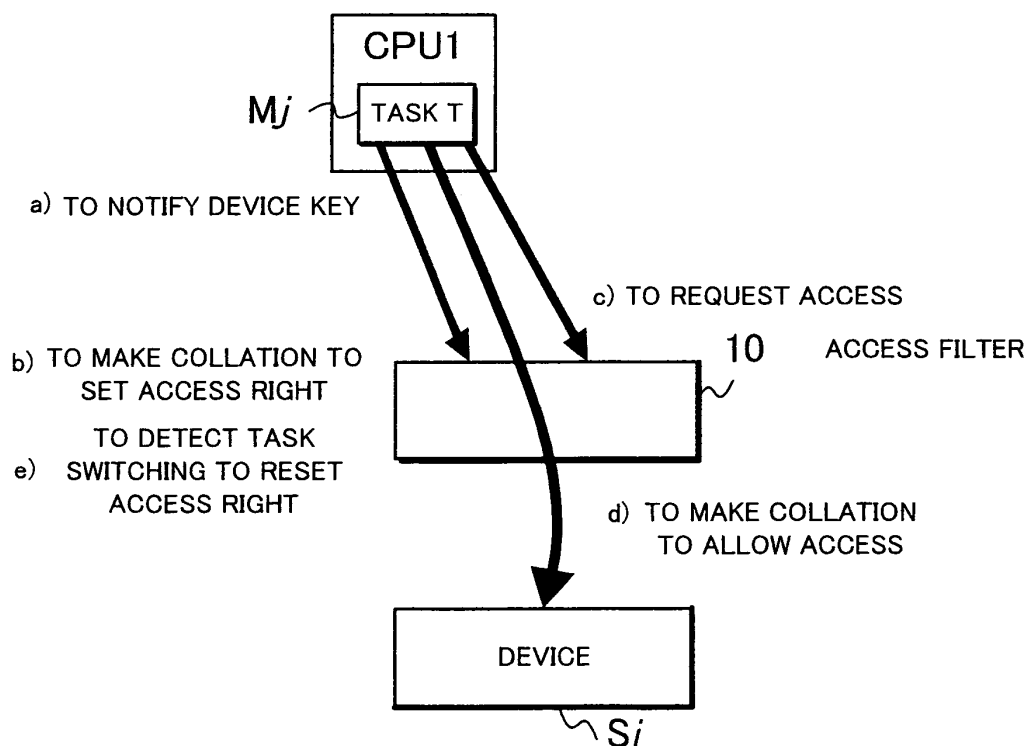 CPU1
TASK T
Mj
a) TO NOTIFY DEVICE KEY
c) TO REQUEST ACCESS
10 ACCESS FILTER
b) TO MAKE COLLATION TO
SET ACCESS RIGHT
TO DETECT TASK
e) SWITCHING TO RESET
ACCESS RIGHT
d) TO MAKE COLLATION
TO ALLOW ACCESS
DEVICE
Si